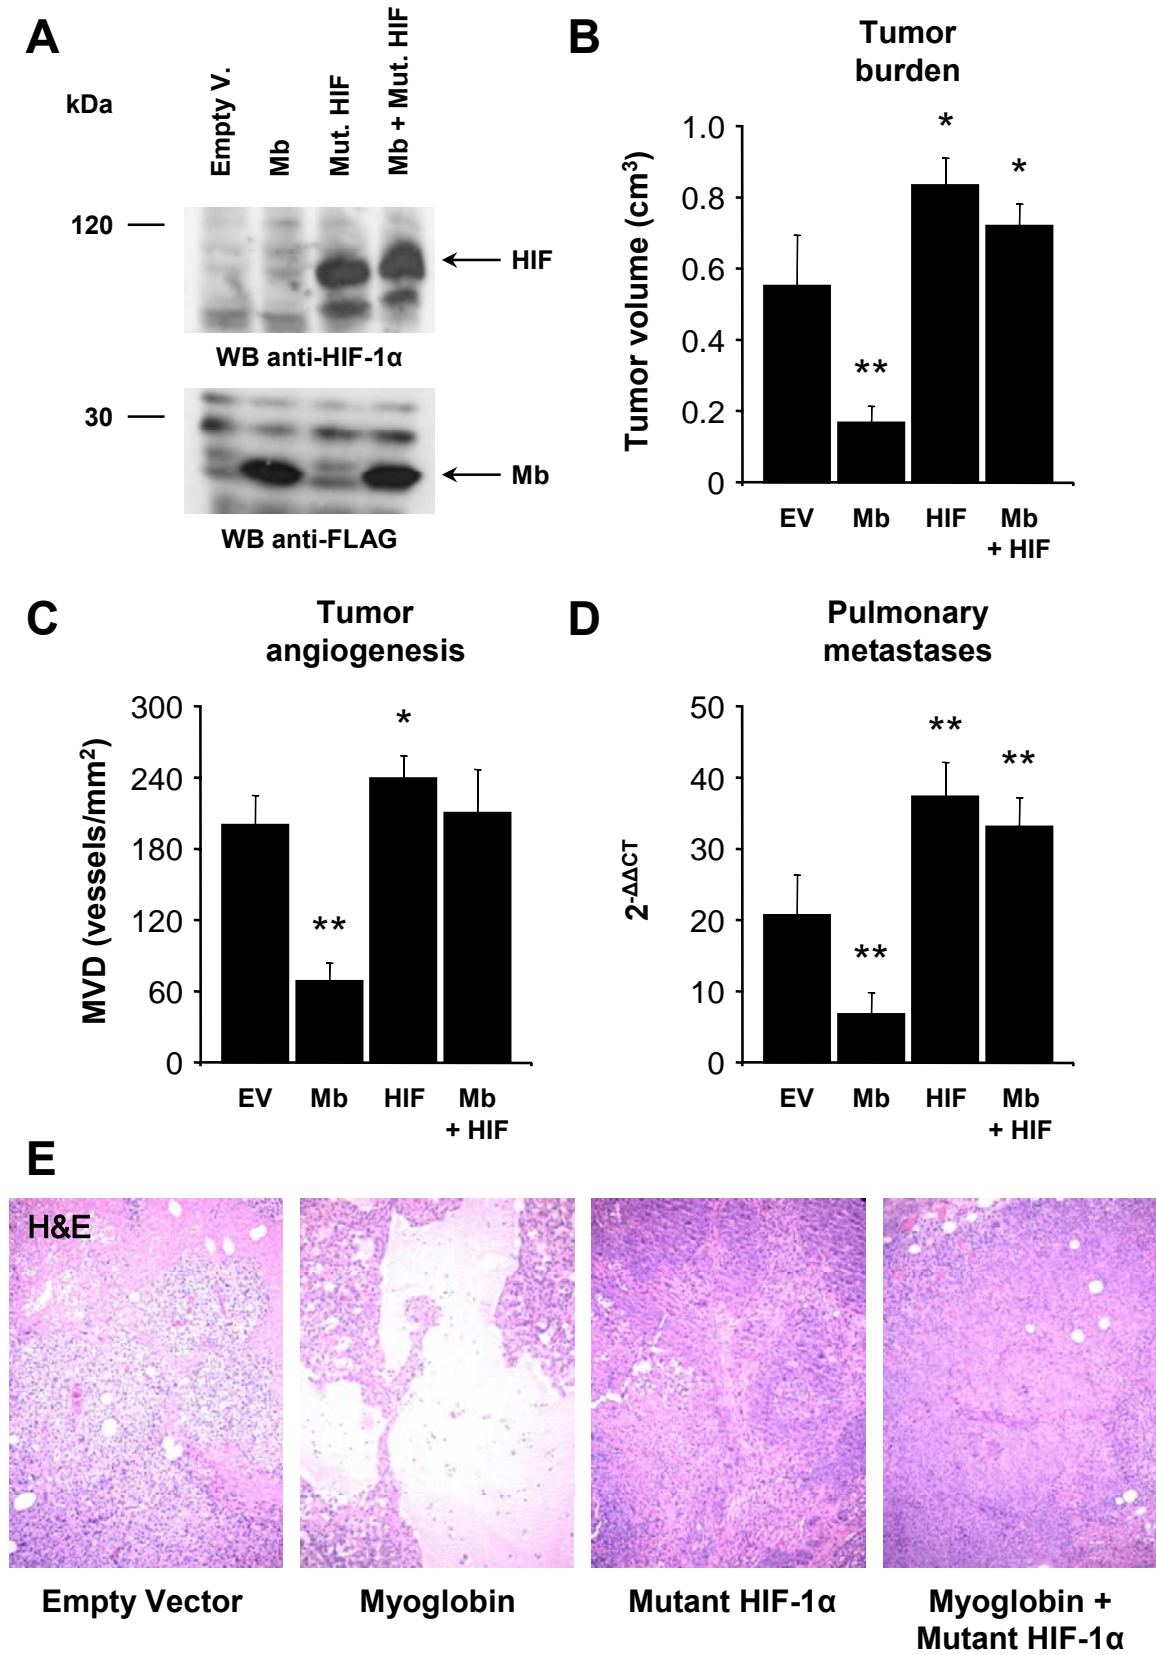 A
kDa
Empty V.
Mb
Mut. HIF
Mb + Mut. HIF
120
HIF
WB anti-HIF-1α
30
Mb
WB anti-FLAG
B
Tumor
burden
Tumor volume (cm³)
1.0
0.8
0.6
0.4
0.2
0
*
*
**
EV
Mb
HIF
Mb
+ HIF
C
Tumor
angiogenesis
MVD (vessels/mm²)
300
240
180
120
60
0
*
**
EV
Mb
HIF
Mb
+ HIF
D
Pulmonary
metastases
2^-ΔΔCT
50
40
30
20
10
0
**
**
**
EV
Mb
HIF
Mb
+ HIF
E
H&E
Empty Vector
Myoglobin
Mutant HIF-1α
Myoglobin +
Mutant HIF-1α